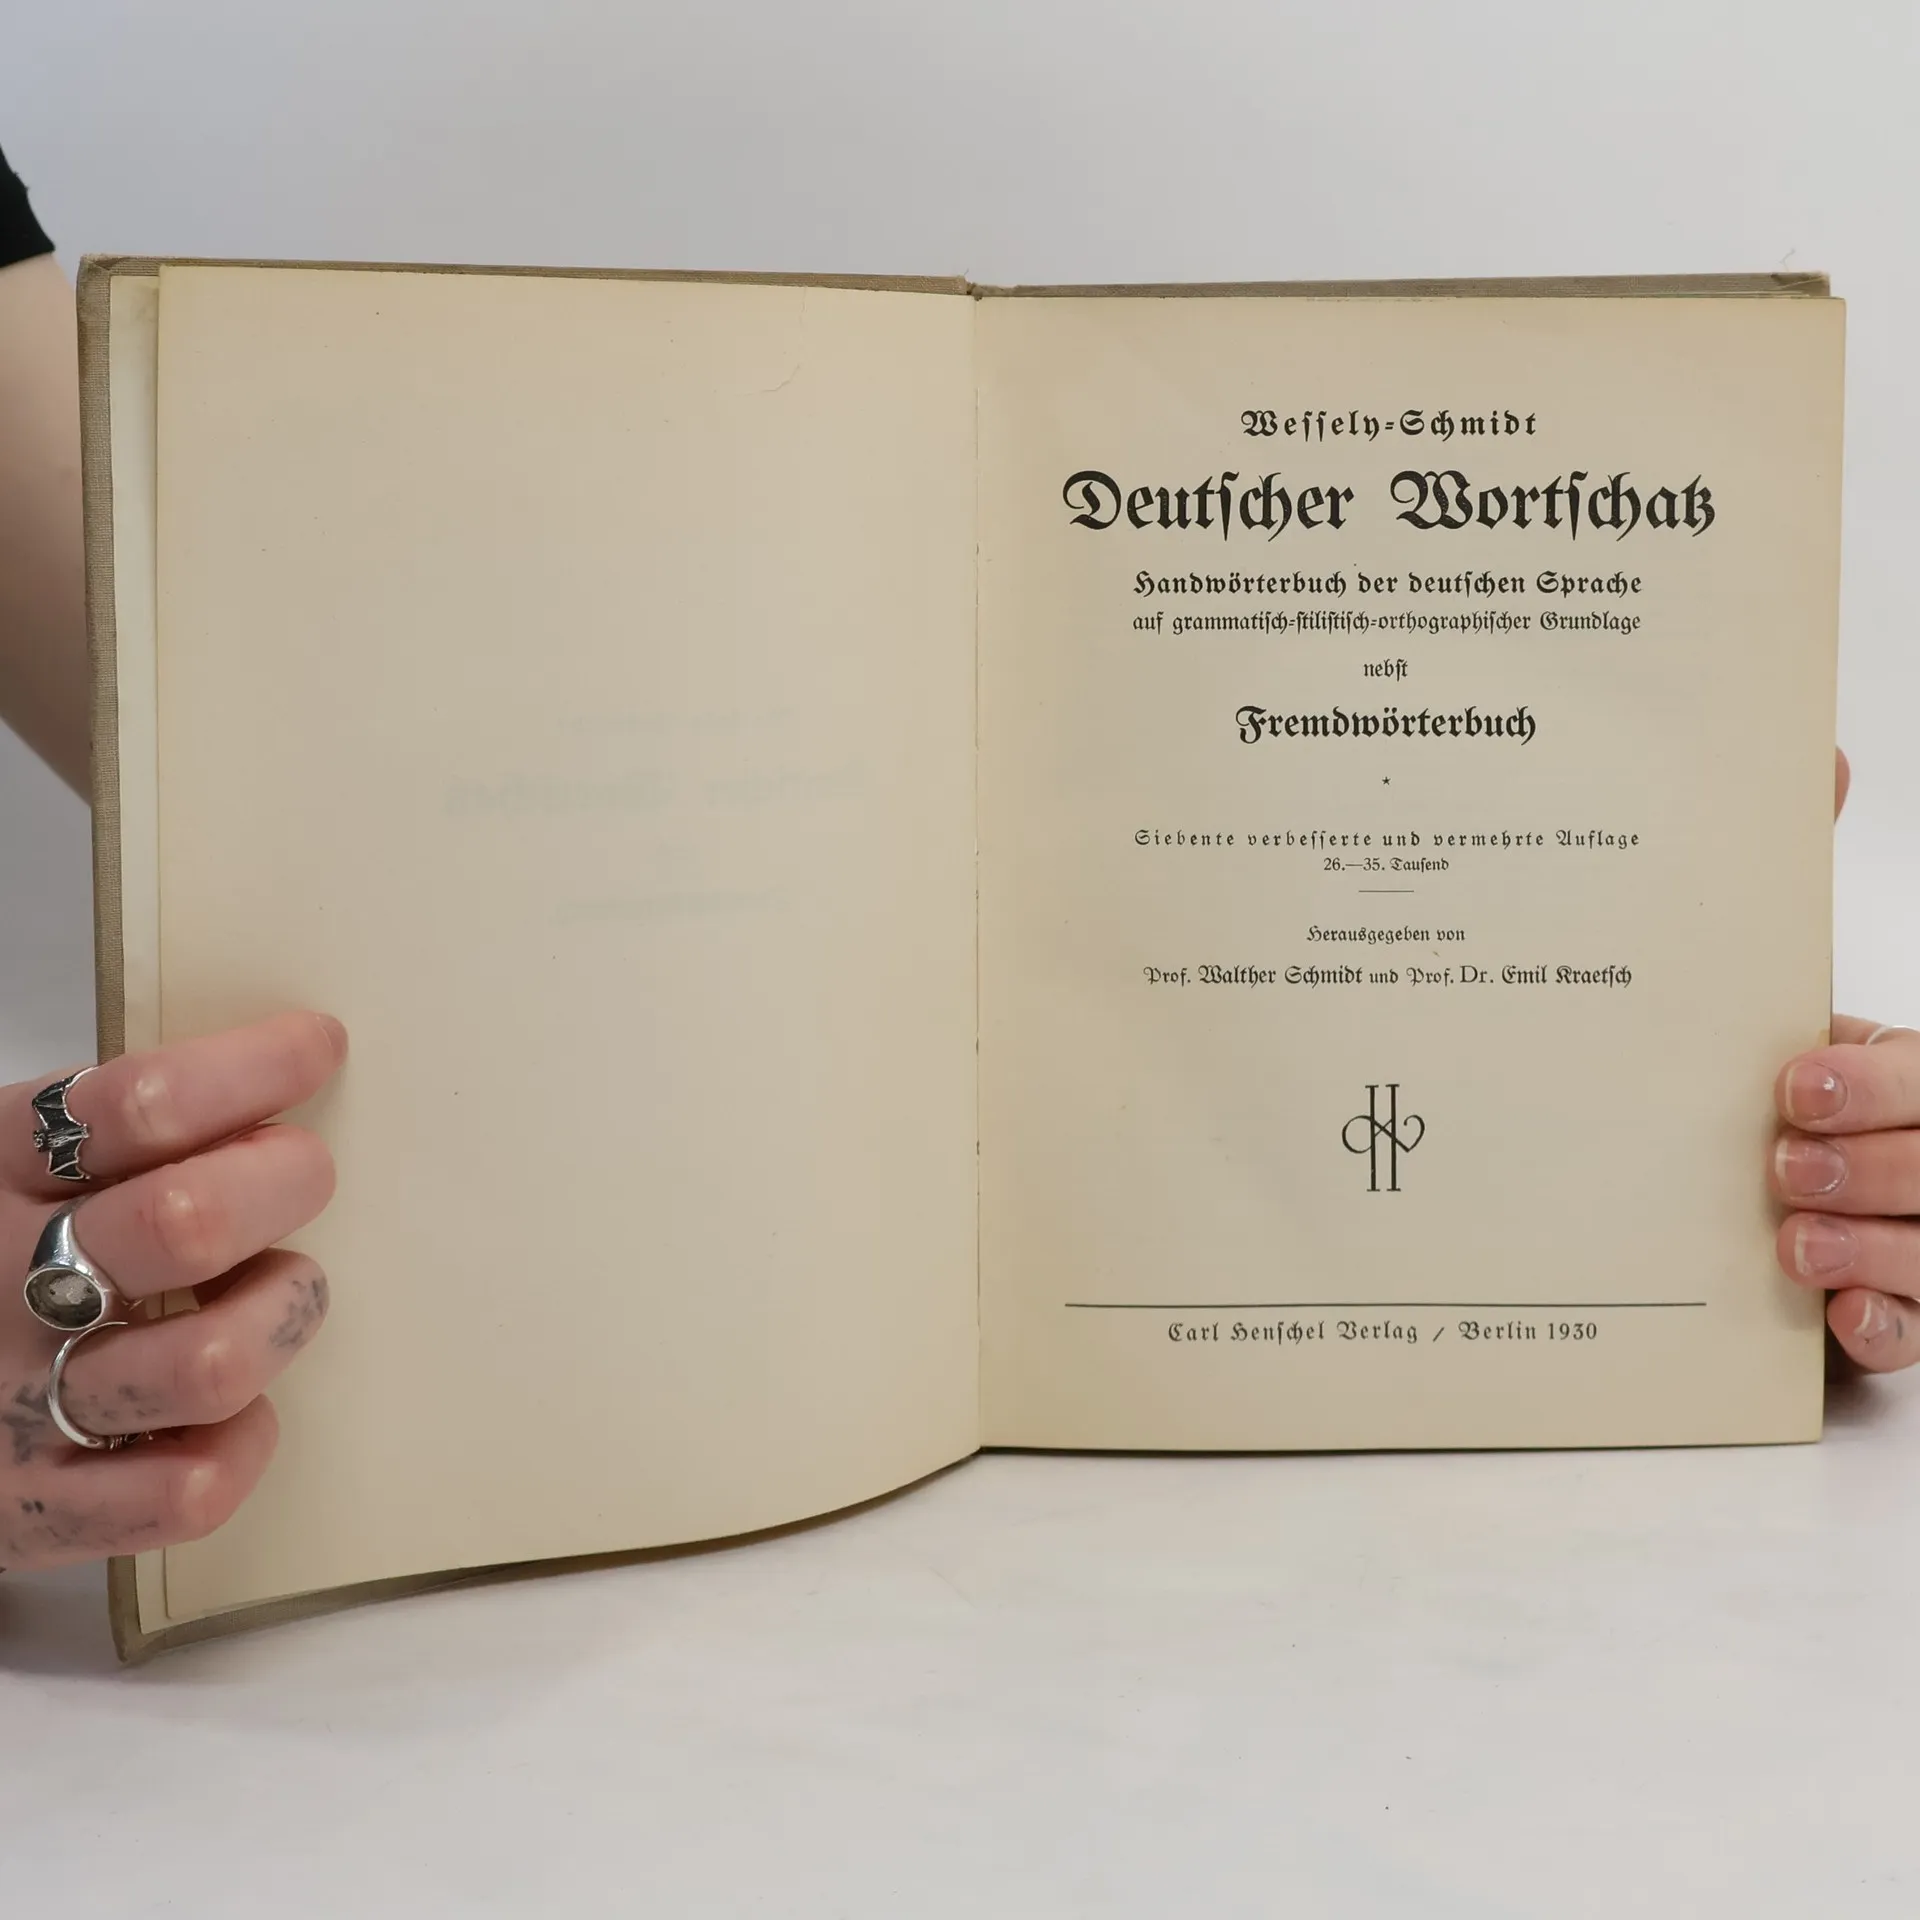 Weſſely-Schmidt
Deutſcher Wortſchatz
Handwörterbuch der deutſchen Sprache
auf grammatiſch-ſtiliſtiſch-orthographiſcher Grundlage
nebſt
Fremdwörterbuch
*
Siebente verbeſſerte und vermehrte Auflage
26.—35. Tauſend
Herausgegeben von
Prof. Walther Schmidt und Prof. Dr. Emil Kraetſch
Carl Henſchel Verlag / Berlin 1930